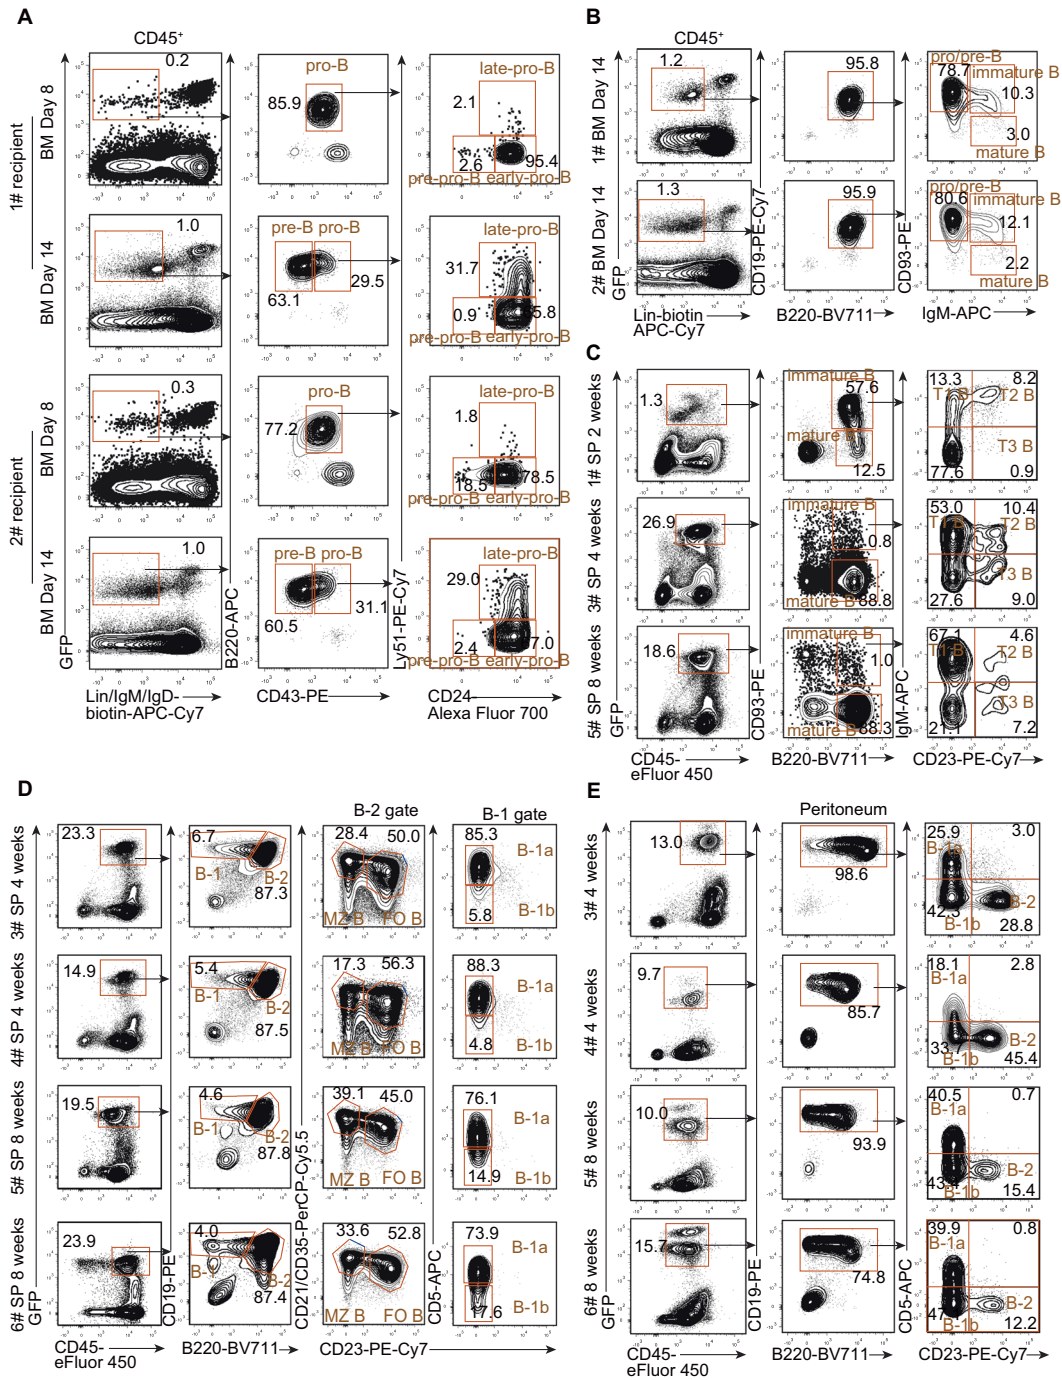 A
CD45⁺
0.2
pro-B
85.9
late-pro-B
2.1
2.6
95.4
pre-pro-B early-pro-B
1# recipient
BM Day 8
1.0
pre-B pro-B
63.1
29.5
late-pro-B
31.7
0.9
5.8
pre-pro-B early-pro-B
BM Day 14
0.3
pro-B
77.2
late-pro-B
1.8
18.5
78.5
pre-pro-B early-pro-B
2# recipient
BM Day 8
1.0
pre-B pro-B
60.5
31.1
late-pro-B
29.0
2.4
7.0
pre-pro-B early-pro-B
BM Day 14
GFP
B220-APC
Ly51-PE-Cy7
Lin/IgM/IgD-
biotin-APC-Cy7
CD43-PE
CD24-
Alexa Fluor 700
B
CD45⁺
1.2
95.8
pro/pre-B
78.7
immature B
10.3
3.0
mature B
1# BM Day 14
1.3
95.9
pro/pre-B
80.6
immature B
12.1
2.2
mature B
2# BM Day 14
GFP
CD19-PE-Cy7
CD93-PE
Lin-biotin
APC-Cy7
B220-BV711
IgM-APC
C
1# SP 2 weeks
1.3
immature B
57.6
mature B
12.5
13.3
8.2
T1 B
T2 B
T3 B
77.6
0.9
3# SP 4 weeks
26.9
immature B
0.8
mature B
88.8
53.0
10.4
T1 B
T2 B
T3 B
27.6
9.0
5# SP 8 weeks
18.6
immature B
1.0
mature B
88.3
67.1
4.6
T1 B
T2 B
T3 B
21.1
7.2
GFP
CD93-PE
IgM-APC
CD45-
eFluor 450
B220-BV711
CD23-PE-Cy7
D
B-2 gate
B-1 gate
3# SP 4 weeks
23.3
6.7
B-1
B-2
87.3
28.4
50.0
MZ B
FO B
85.3
B-1a
5.8
B-1b
4# SP 4 weeks
14.9
5.4
B-1
B-2
87.5
17.3
56.3
MZ B
FO B
88.3
B-1a
4.8
B-1b
5# SP 8 weeks
19.5
4.6
B-1
B-2
87.8
39.1
45.0
MZ B
FO B
76.1
B-1a
14.9
B-1b
6# SP 8 weeks
23.9
4.0
B-1
B-2
87.4
33.6
52.8
MZ B
FO B
73.9
B-1a
17.6
B-1b
GFP
CD19-PE
CD21/CD35-PerCP-Cy5.5
CD5-APC
CD45-
eFluor 450
B220-BV711
CD23-PE-Cy7
E
Peritoneum
3# 4 weeks
13.0
98.6
25.9
3.0
B-1a
42.3
B-1b
B-2
28.8
4# 4 weeks
9.7
85.7
18.1
2.8
B-1a
33.7
B-1b
B-2
45.4
5# 8 weeks
10.0
93.9
40.5
0.7
B-1a
43.4
B-1b
B-2
15.4
6# 8 weeks
15.7
74.8
39.9
0.8
B-1a
B-1b
B-2
12.2
GFP
CD19-PE
CD5-APC
CD45-
eFluor 450
B220-BV711
CD23-PE-Cy7